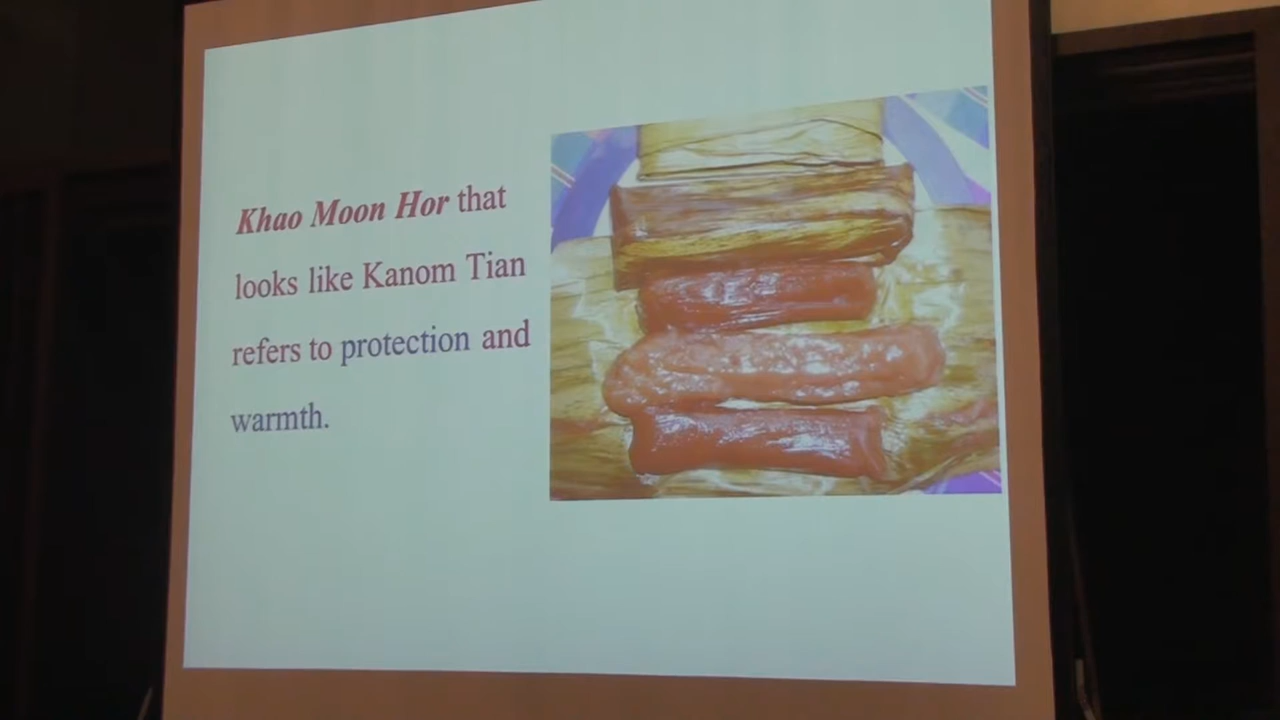 Khao Moon Hor that
looks like Kanom Tian
refers to protection and
warmth.